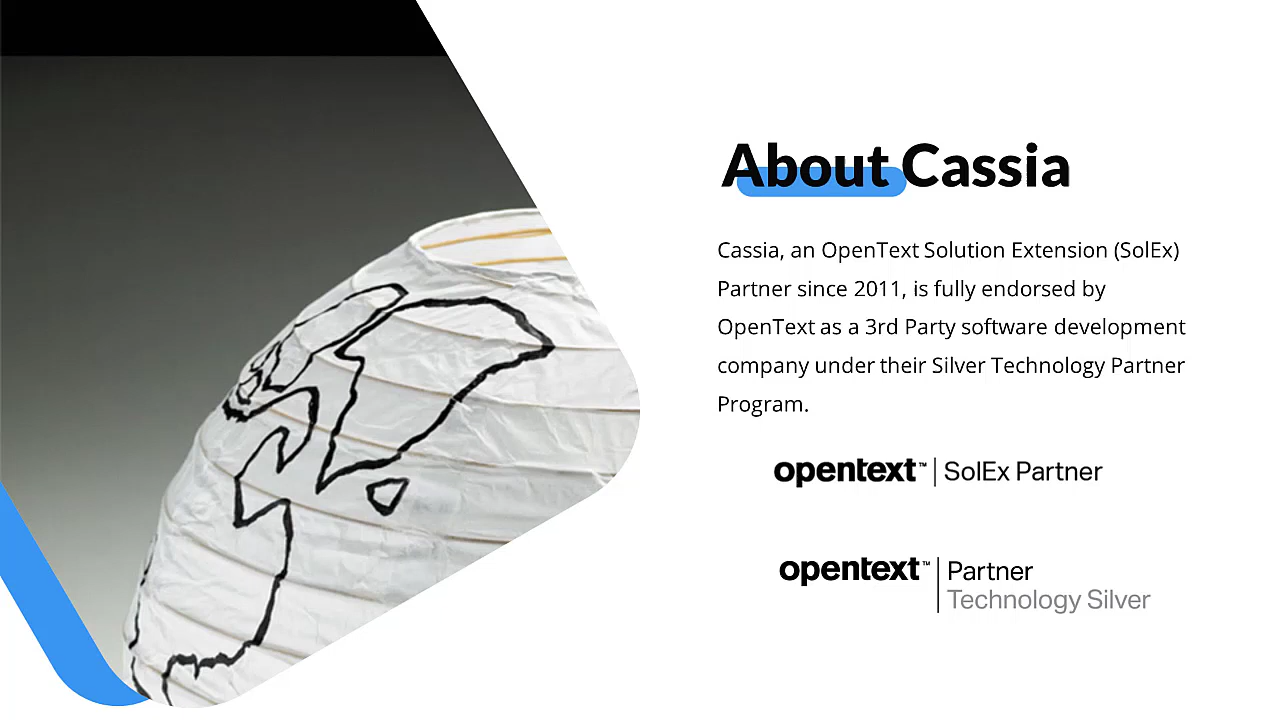 About Cassia
Cassia, an OpenText Solution Extension (SolEx)
Partner since 2011, is fully endorsed by
OpenText as a 3rd Party software development
company under their Silver Technology Partner
Program.
opentext™ | SolEx Partner
opentext™ | Partner
Technology Silver